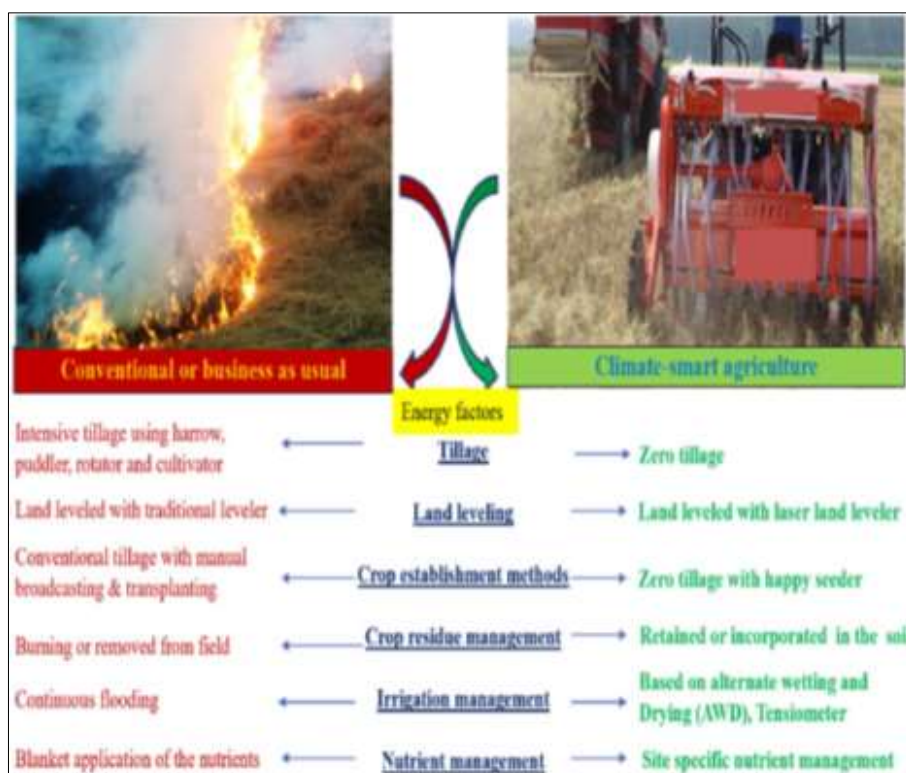 Conventional or business as usual
Climate-smart agriculture
Energy factors
Intensive tillage using harrow,
puddler, rotator and cultivator
Tillage
Zero tillage
Land leveled with traditional leveler
Land leveling
Land leveled with laser land leveler
Conventional tillage with manual
broadcasting & transplanting
Crop establishment methods
Zero tillage with happy seeder
Burning or removed from field
Crop residue management
Retained or incorporated in the soi
Continuous flooding
Irrigation management
Based on alternate wetting and
Drying (AWD), Tensiometer
Blanket application of the nutrients
Nutrient management
Site specific nutrient management